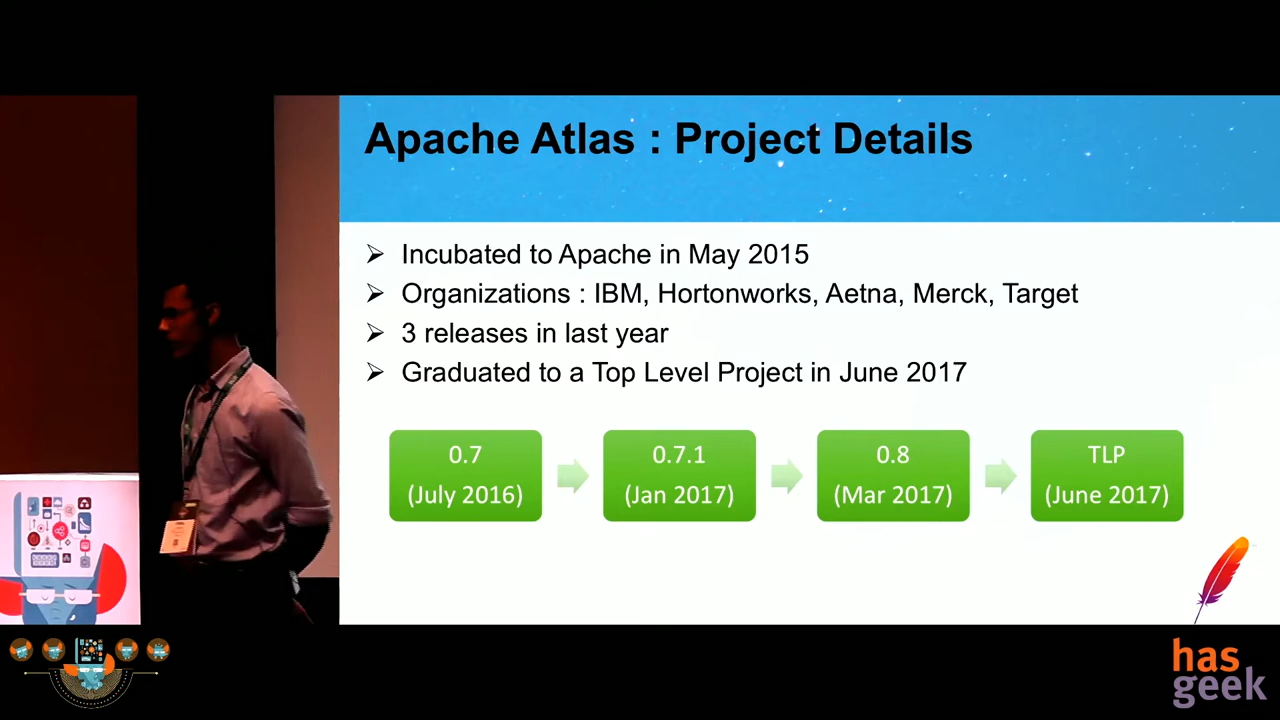 Apache Atlas : Project Details
➢ Incubated to Apache in May 2015
➢ Organizations : IBM, Hortonworks, Aetna, Merck, Target
➢ 3 releases in last year
➢ Graduated to a Top Level Project in June 2017
0.7
(July 2016)
0.7.1
(Jan 2017)
0.8
(Mar 2017)
TLP
(June 2017)
has
geek